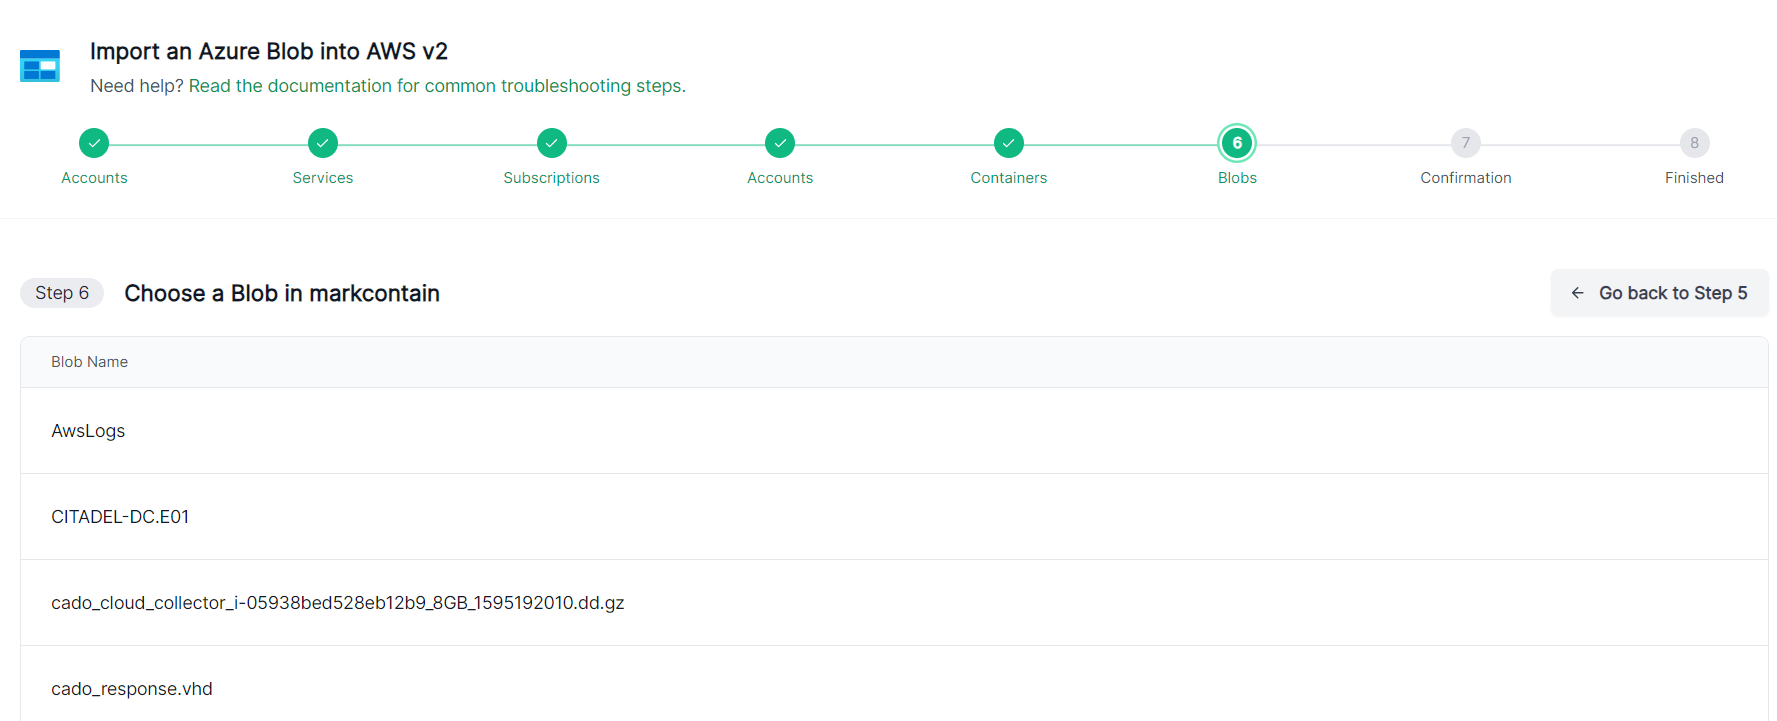 Import an Azure Blob into AWS v2
Need help? Read the documentation for common troubleshooting steps.
6 7 8
Accounts Services Subscriptions Accounts Containers Blobs Confirmation Finished
Step 6 Choose a Blob in markcontain Go back to Step 5
Blob Name
AwsLogs
CITADEL-DC.E01
cado_cloud_collector_i-05938bed528eb12b9_8GB_1595192010.dd.gz
cado_response.vhd